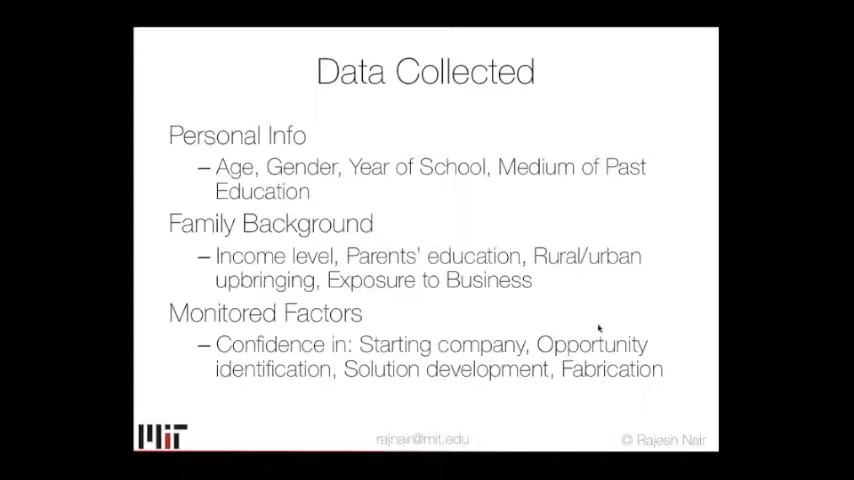 Data Collected
Personal Info
– Age, Gender, Year of School, Medium of Past
Education
Family Background
– Income level, Parents' education, Rural/urban
upbringing, Exposure to Business
Monitored Factors
– Confidence in: Starting company, Opportunity
identification, Solution development, Fabrication
MIT
rajnair@mit.edu
© Rajesh Nair